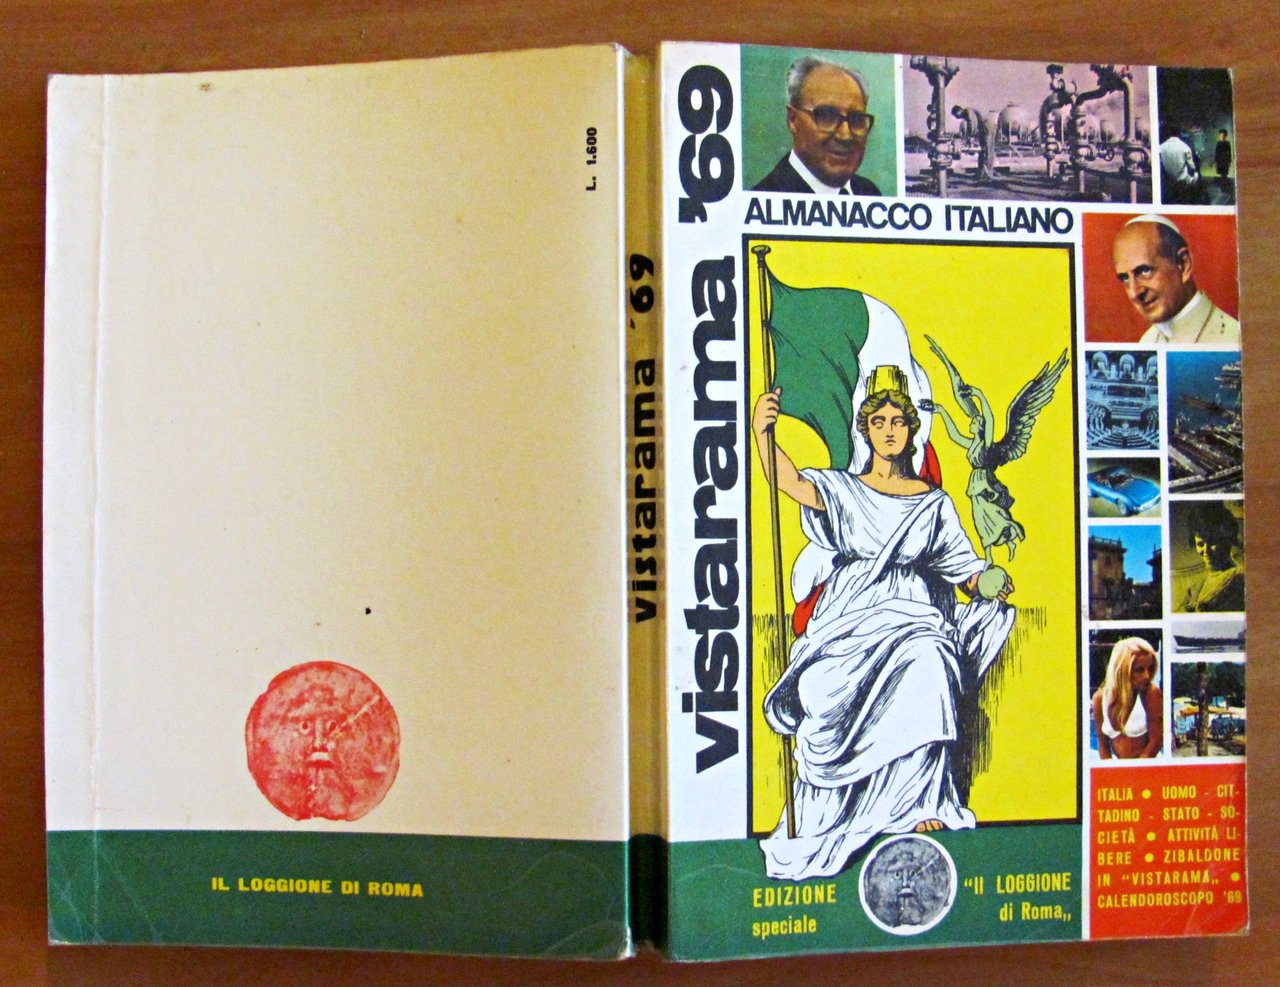 L. 1.600
IL LOGGIONE DI ROMA
vistarama '69
vistarama '69
ALMANACCO ITALIANO
EDIZIONE
speciale
"Il LOGGIONE
di Roma„
ITALIA ● UOMO - CIT-
TADINO - STATO - SO-
CIETÀ ● ATTIVITÀ LI-
BERE ● ZIBALDONE
IN "VISTARAMA„ ●
CALENDOROSCOPO '69